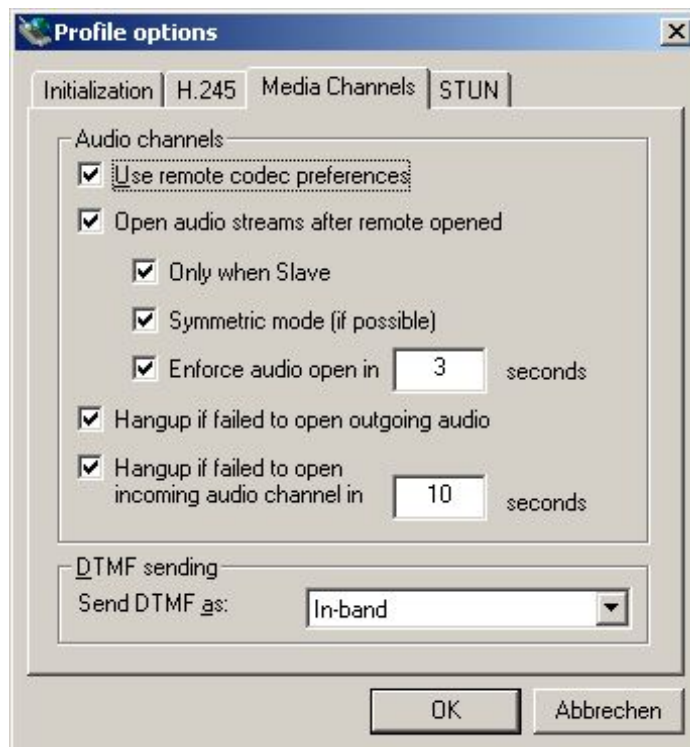 Profile options
Initialization H.245 Media Channels STUN
Audio channels
Use remote codec preferences
Open audio streams after remote opened
Only when Slave
Symmetric mode (if possible)
Enforce audio open in 3 seconds
Hangup if failed to open outgoing audio
Hangup if failed to open
incoming audio channel in 10 seconds
DTMF sending
Send DTMF as: In-band
OK Abbrechen